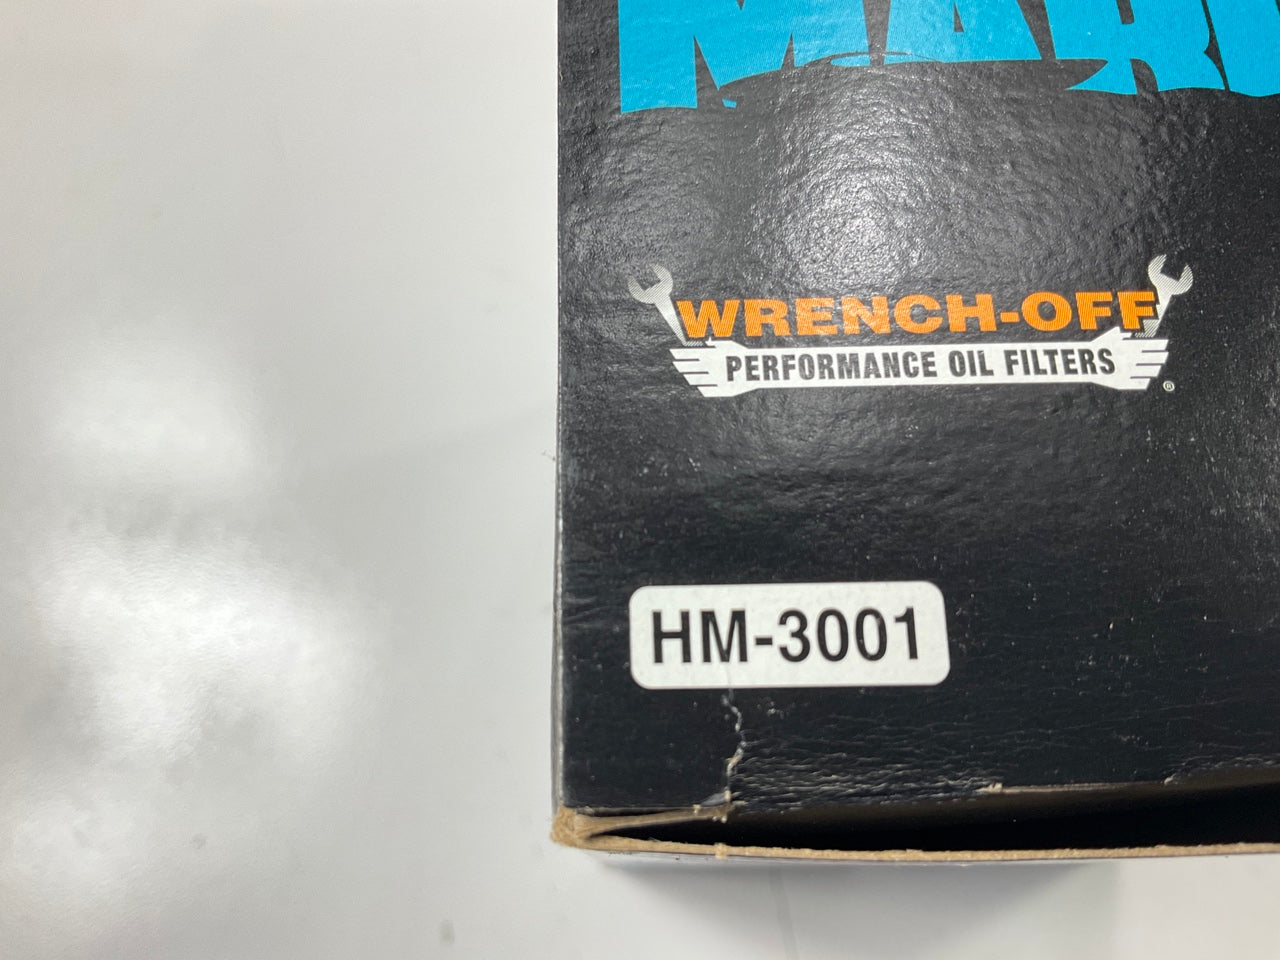 WRENCH-OFF
PERFORMANCE OIL FILTERS
®
HM-3001